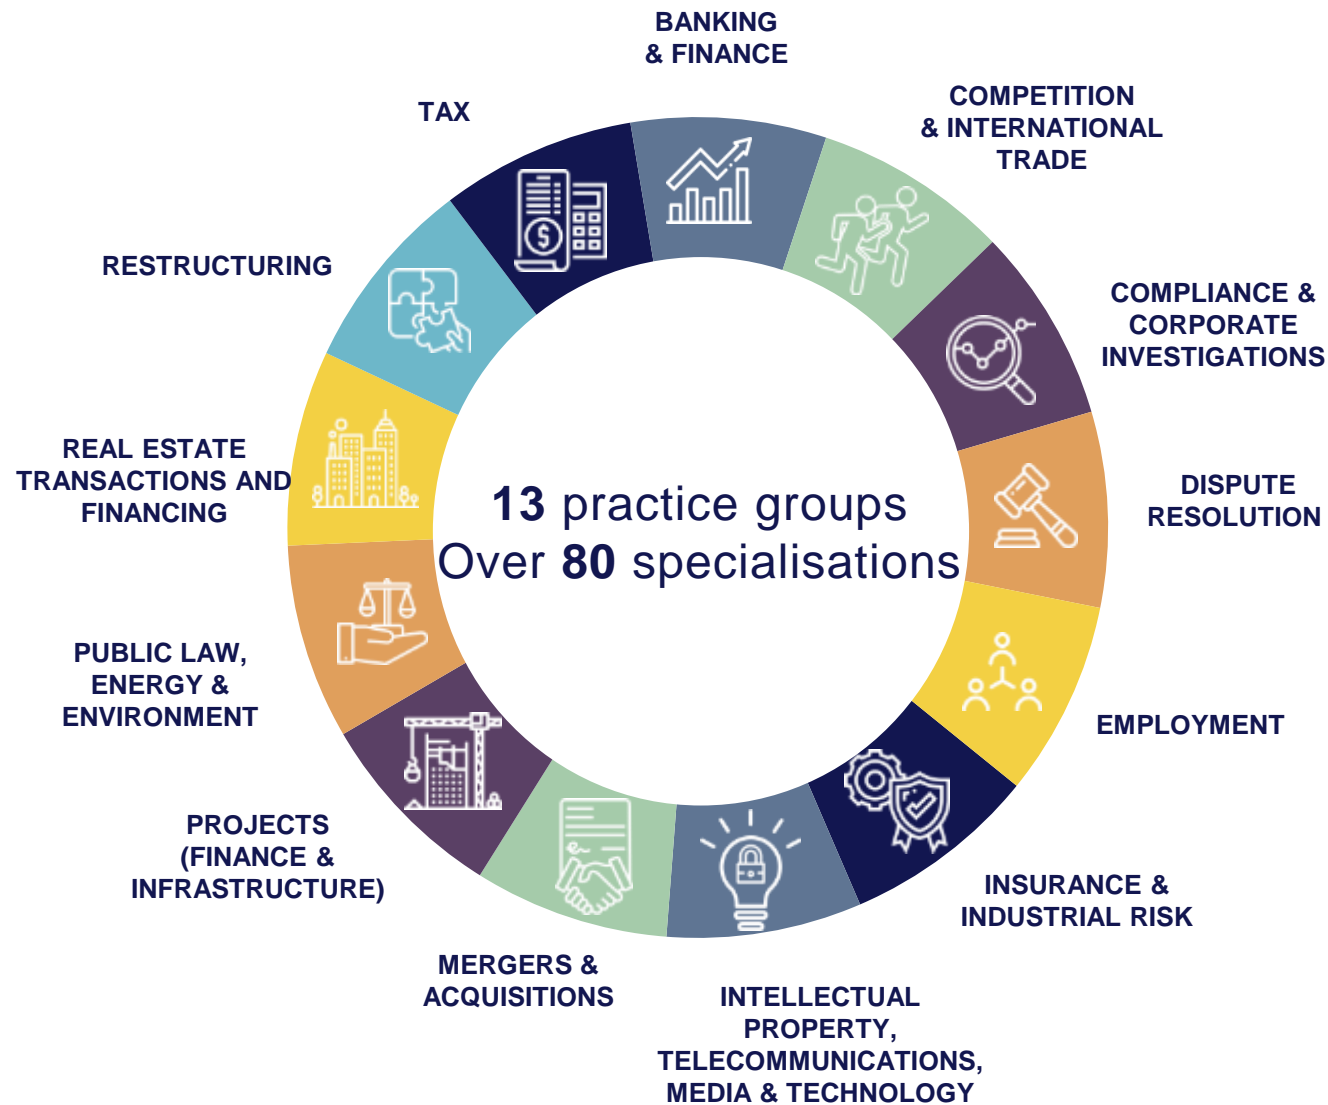 BANKING
& FINANCE
COMPETITION
& INTERNATIONAL
TRADE
COMPLIANCE &
CORPORATE
INVESTIGATIONS
DISPUTE
RESOLUTION
EMPLOYMENT
INSURANCE &
INDUSTRIAL RISK
INTELLECTUAL
PROPERTY,
TELECOMMUNICATIONS,
MEDIA & TECHNOLOGY
MERGERS &
ACQUISITIONS
PROJECTS
(FINANCE &
INFRASTRUCTURE)
PUBLIC LAW,
ENERGY &
ENVIRONMENT
REAL ESTATE
TRANSACTIONS AND
FINANCING
RESTRUCTURING
TAX
$
13 practice groups
Over 80 specialisations